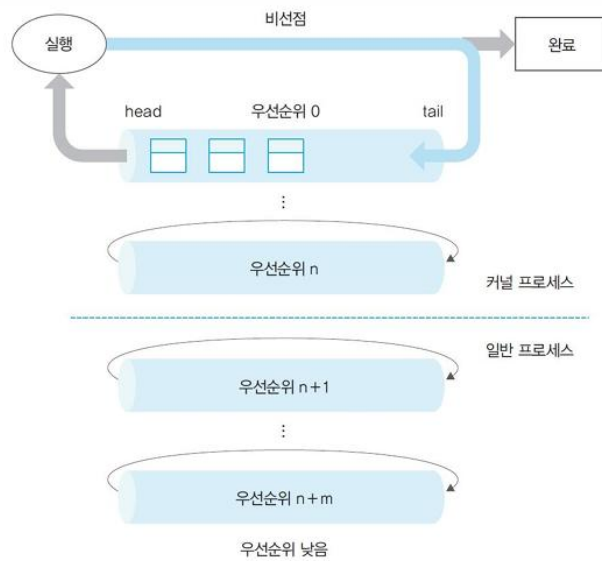 비선점
실행
완료
head
우선순위 0
tail
우선순위 n
커널 프로세스
일반 프로세스
우선순위 n+1
우선순위 n+m
우선순위 낮음